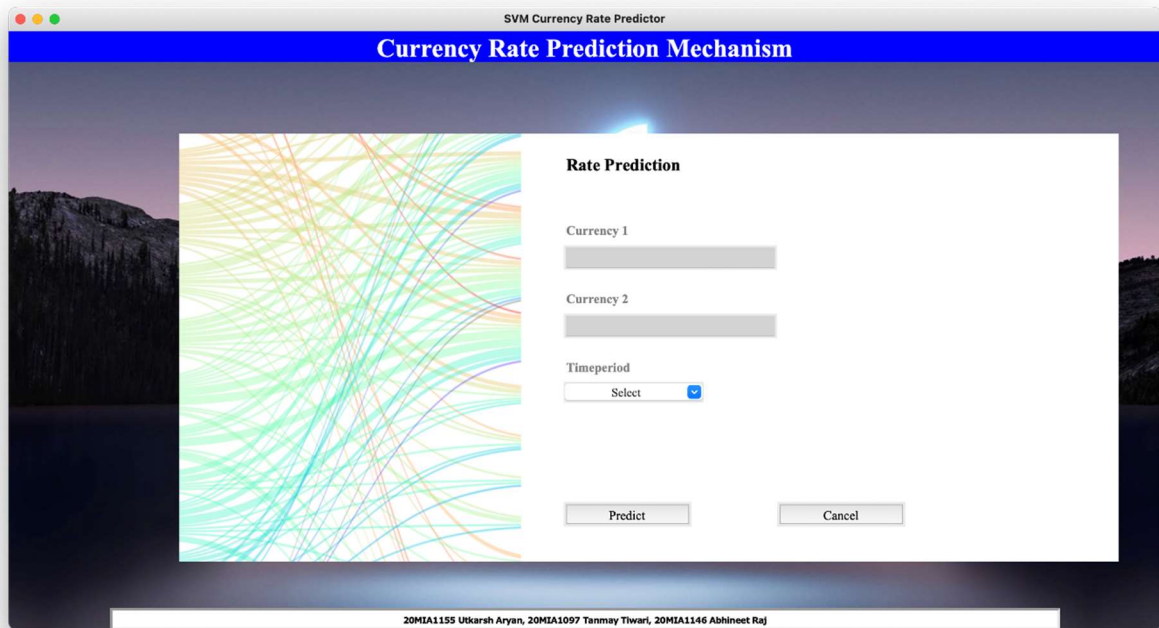 SVM Currency Rate Predictor
Currency Rate Prediction Mechanism
Rate Prediction
Currency 1
Currency 2
Timeperiod
Select
Predict Cancel
20MIA1155 Utkarsh Aryan, 20MIA1097 Tanmay Tiwari, 20MIA1146 Abhineet Raj